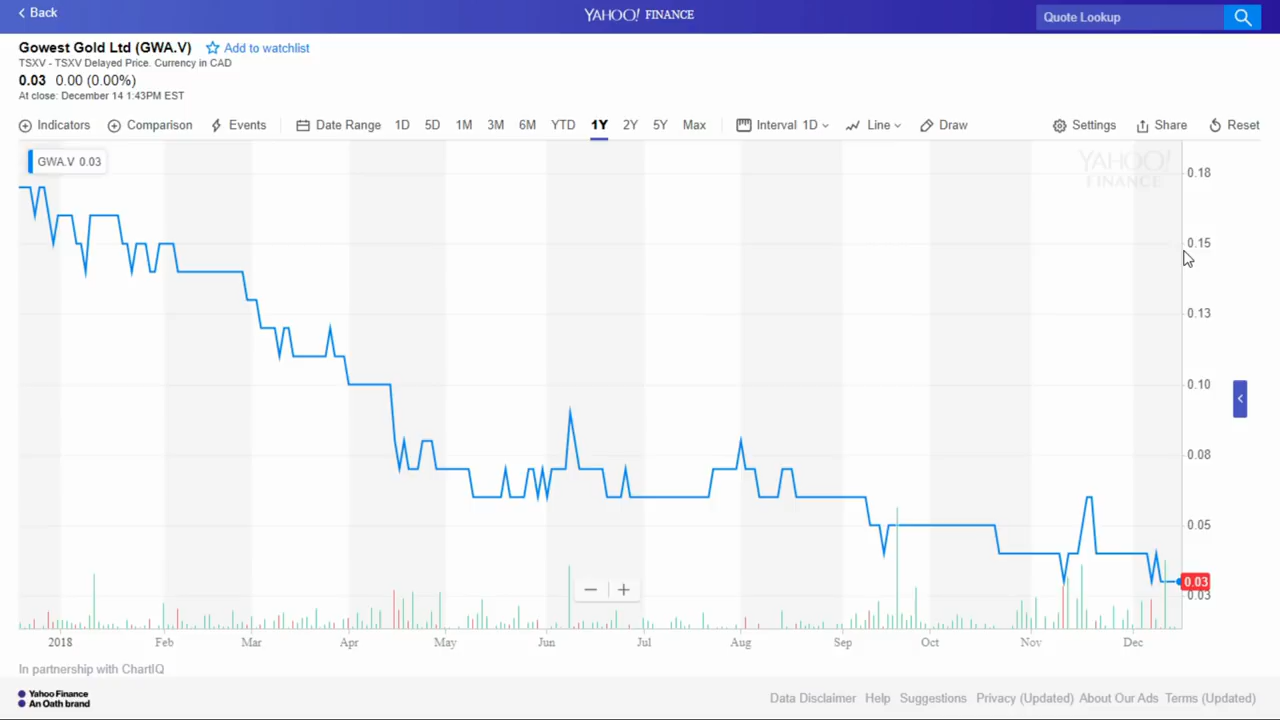 Back
YAHOO! FINANCE
Quote Lookup
Gowest Gold Ltd (GWA.V) Add to watchlist
TSXV - TSXV Delayed Price. Currency in CAD
0.03 0.00 (0.00%)
At close: December 14 1:43PM EST
Indicators Comparison Events Date Range 1D 5D 1M 3M 6M YTD 1Y 2Y 5Y Max Interval 1D Line Draw Settings Share Reset
GWA.V 0.03
YAHOO!
FINANCE
0.18
0.15
0.13
0.10
0.08
0.05
0.03
0.03
2018 Feb Mar Apr May Jun Jul Aug Sep Oct Nov Dec
In partnership with ChartIQ
Yahoo Finance
An Oath brand
Data Disclaimer Help Suggestions Privacy (Updated) About Our Ads Terms (Updated)